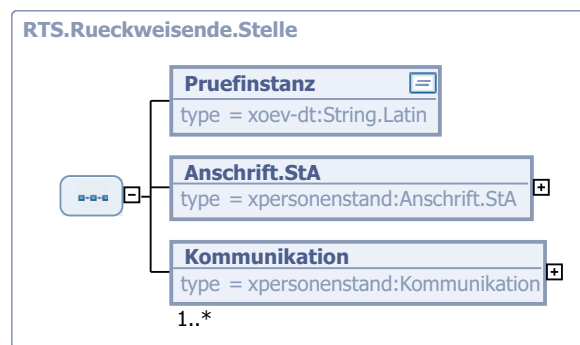 RTS.Rueckweisende.Stelle
Pruefinstanz
type = xoev-dt:String.Latin
Anschrift.StA
type = xpersonenstand:Anschrift.StA
Kommunikation
type = xpersonenstand:Kommunikation
1..*